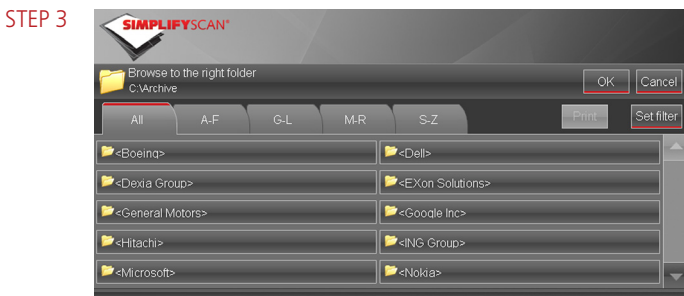 STEP 3
SIMPLIFYSCAN*
Browse to the right folder
C:\Archive
OK Cancel
All A-F G-L M-R S-Z Print Set filter
<Boeing> <Dell>
<Dexia Group> <EXon Solutions>
<General Motors> <Google Inc>
<Hitachi> <ING Group>
<Microsoft> <Nokia>